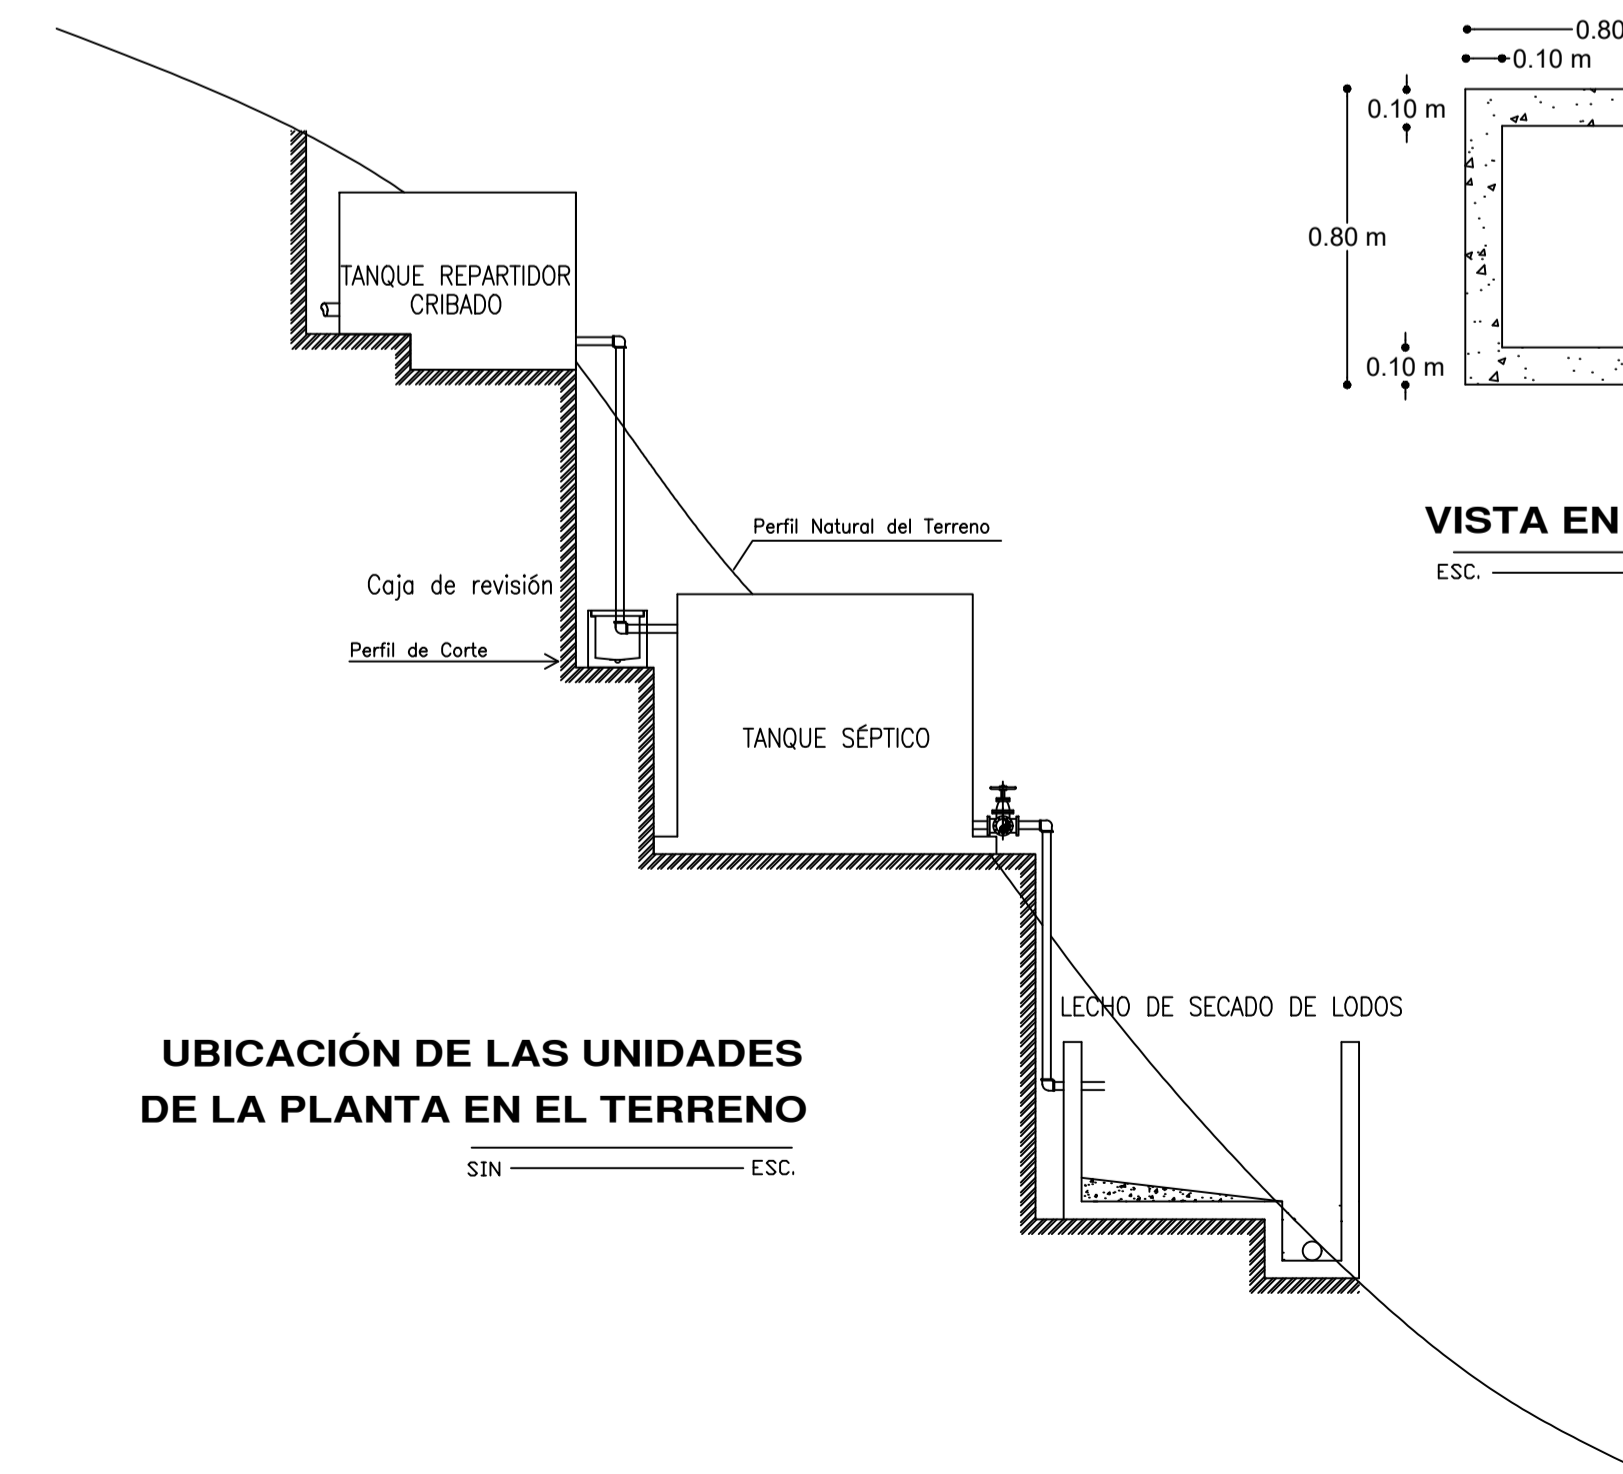 0.80
0.10 m
0.10 m
0.80 m
0.10 m
TANQUE REPARTIDOR
CRIBADO
VISTA EN
ESC.
Perfil Natural del Terreno
Caja de revisión
Perfil de Corte
TANQUE SÉPTICO
LECHO DE SECADO DE LODOS
UBICACIÓN DE LAS UNIDADES
DE LA PLANTA EN EL TERRENO
SIN ESC.